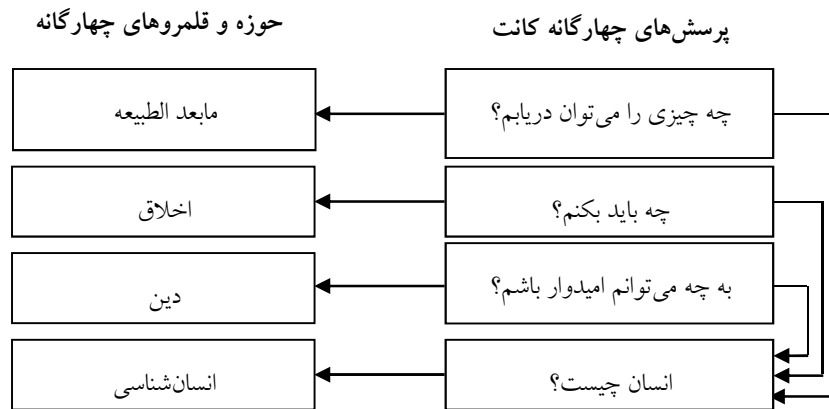 پرسش‌های چهارگانه کانت
حوزه و قلمروهای چهارگانه
چه چیزی را می‌توان دریابم؟
مابعد الطبیعه
چه باید بکنم؟
اخلاق
به چه می‌توانم امیدوار باشم؟
دین
انسان چیست؟
انسان‌شناسی